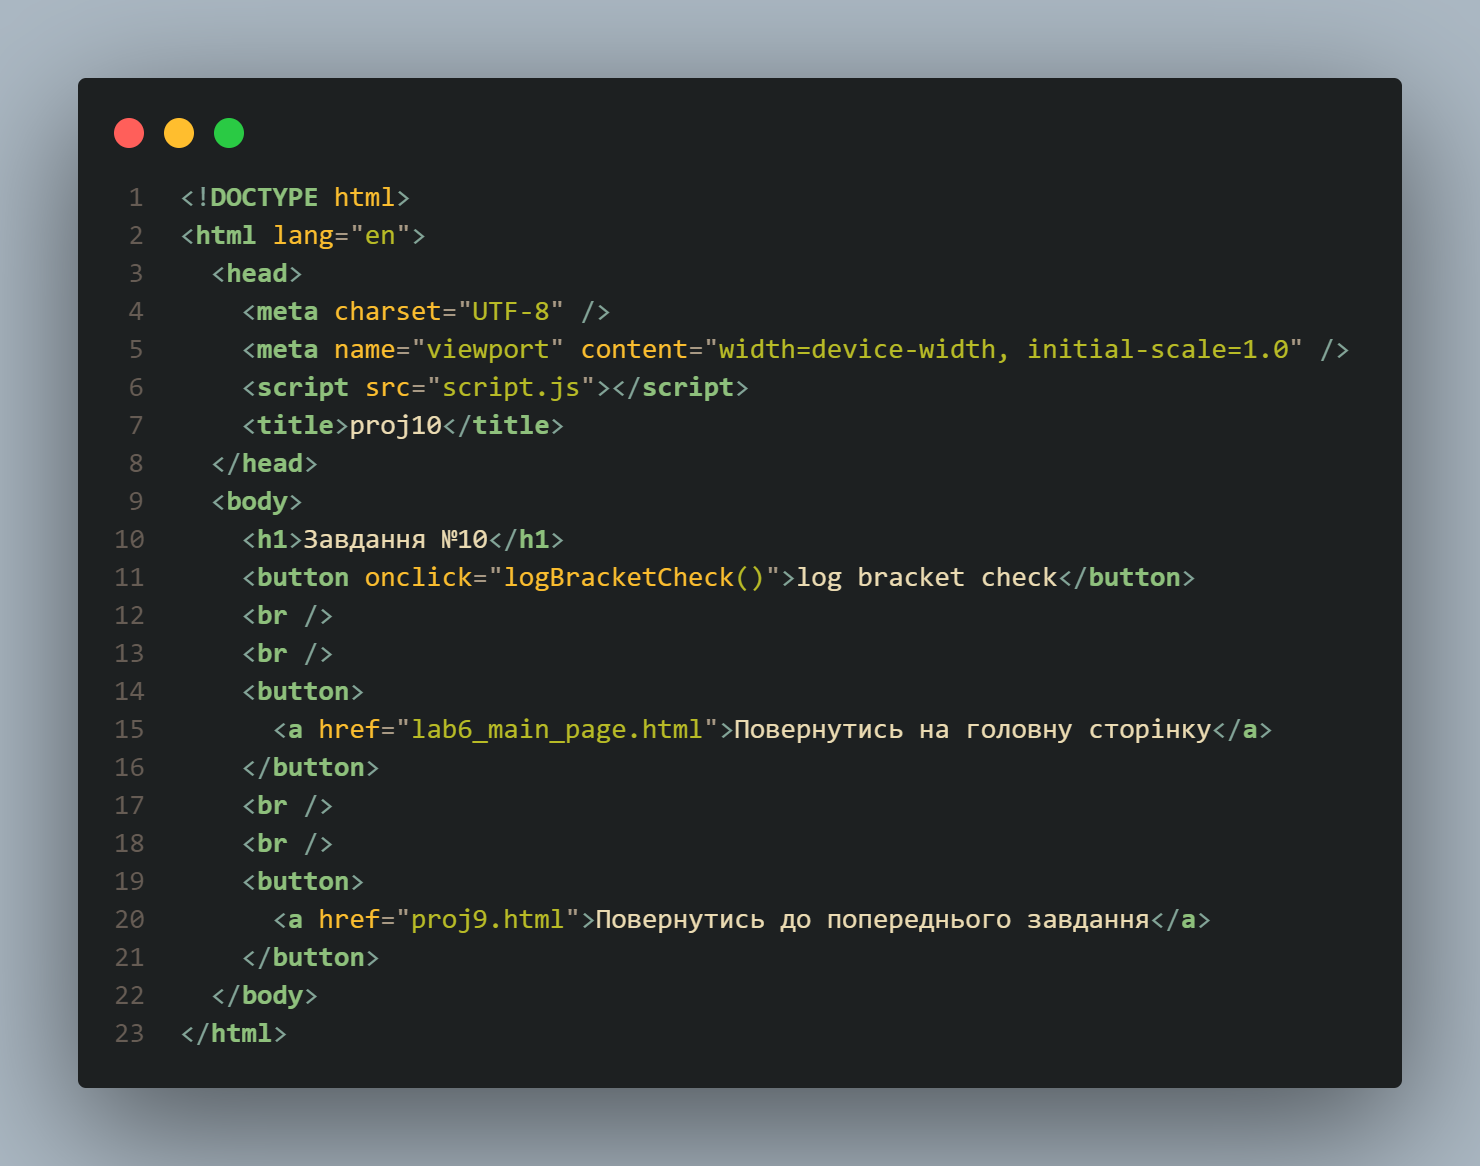 1 <!DOCTYPE html>
2 <html lang="en">
3   <head>
4     <meta charset="UTF-8" />
5     <meta name="viewport" content="width=device-width, initial-scale=1.0" />
6     <script src="script.js"></script>
7     <title>proj10</title>
8   </head>
9   <body>
10     <h1>Завдання №10</h1>
11     <button onclick="logBracketCheck()">log bracket check</button>
12     <br />
13     <br />
14     <button>
15       <a href="lab6_main_page.html">Повернутись на головну сторінку</a>
16     </button>
17     <br />
18     <br />
19     <button>
20       <a href="proj9.html">Повернутись до попереднього завдання</a>
21     </button>
22   </body>
23 </html>